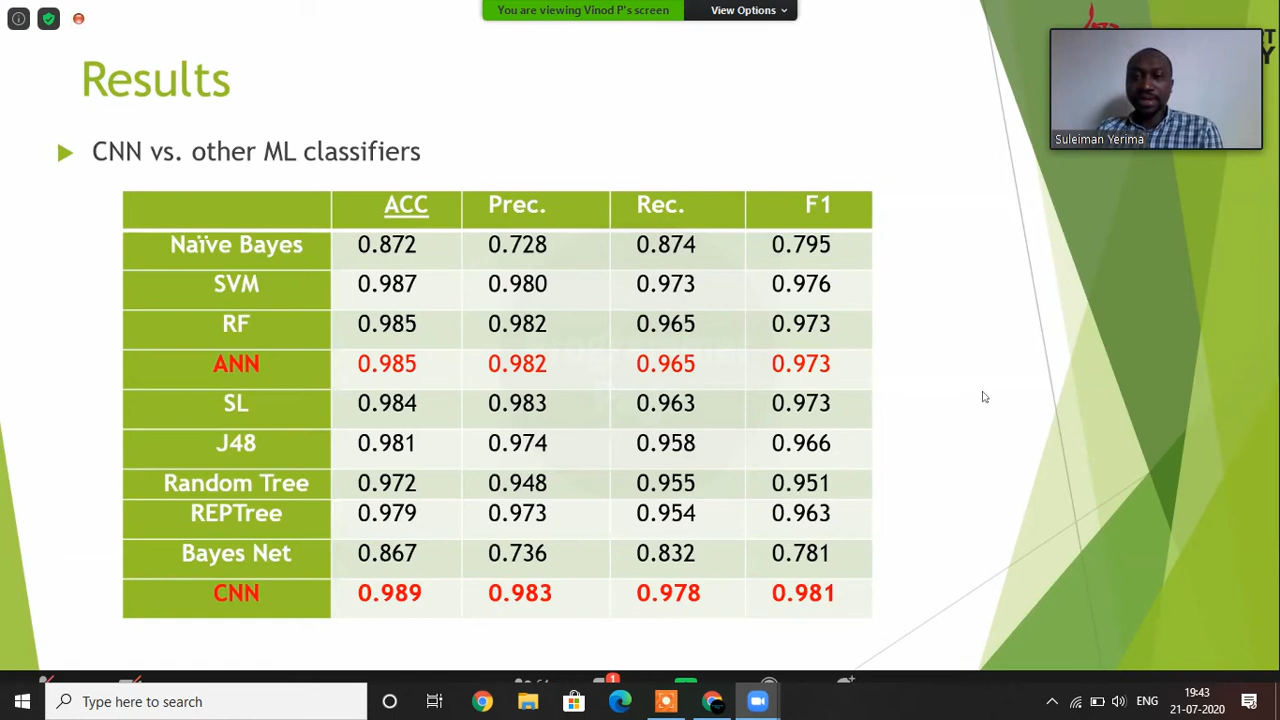 You are viewing Vinod P's screen
View Options
Results
CNN vs. other ML classifiers
ACC Prec. Rec. F1
Naïve Bayes 0.872 0.728 0.874 0.795
SVM 0.987 0.980 0.973 0.976
RF 0.985 0.982 0.965 0.973
ANN 0.985 0.982 0.965 0.973
SL 0.984 0.983 0.963 0.973
J48 0.981 0.974 0.958 0.966
Random Tree 0.972 0.948 0.955 0.951
REPTree 0.979 0.973 0.954 0.963
Bayes Net 0.867 0.736 0.832 0.781
CNN 0.989 0.983 0.978 0.981
Suleiman Yerima
1
Type here to search
ENG
19:43
21-07-2020